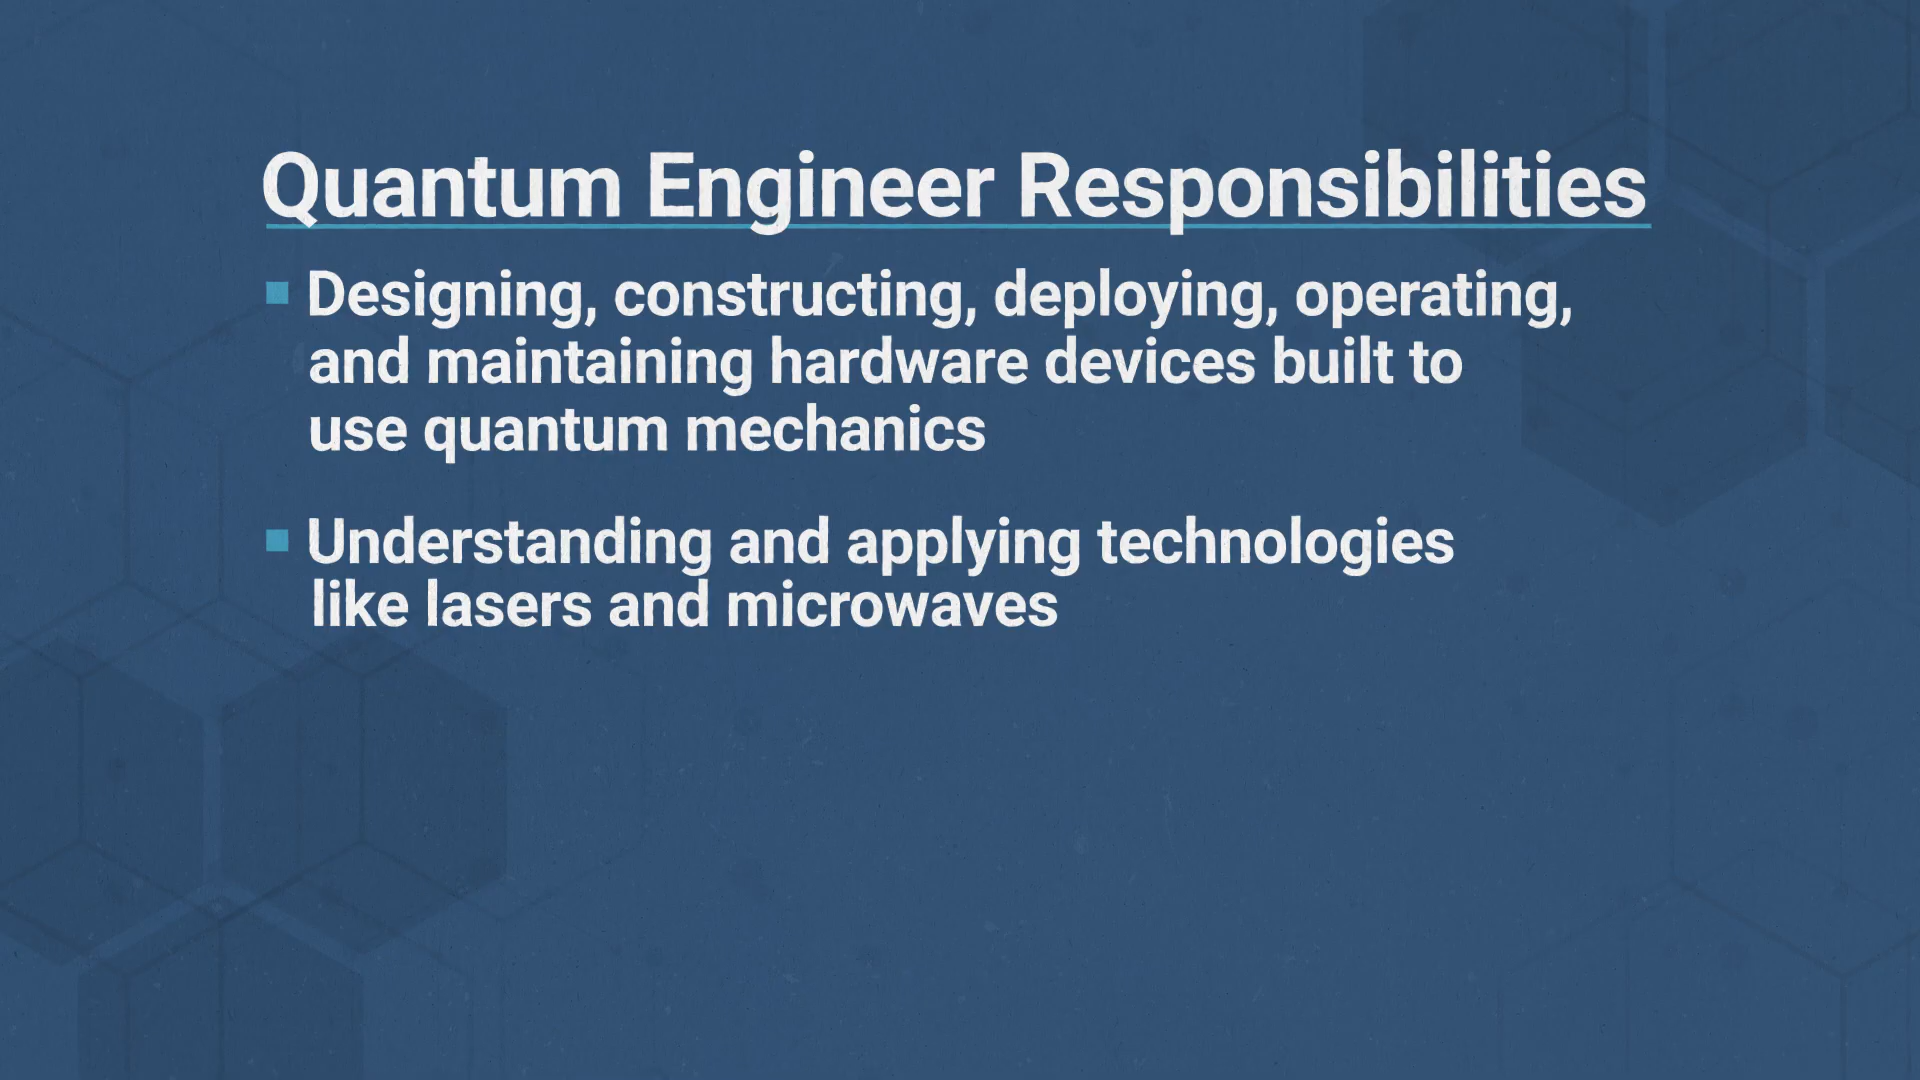 Quantum Engineer Responsibilities
Designing, constructing, deploying, operating,
and maintaining hardware devices built to
use quantum mechanics
Understanding and applying technologies
like lasers and microwaves